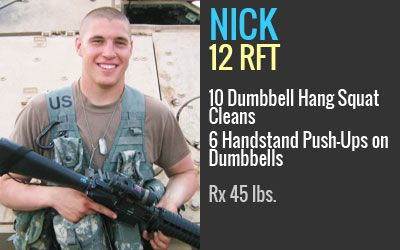 NICK
12 RFT
10 Dumbbell Hang Squat
Cleans
6 Handstand Push-Ups on
Dumbbells
Rx 45 lbs.
US